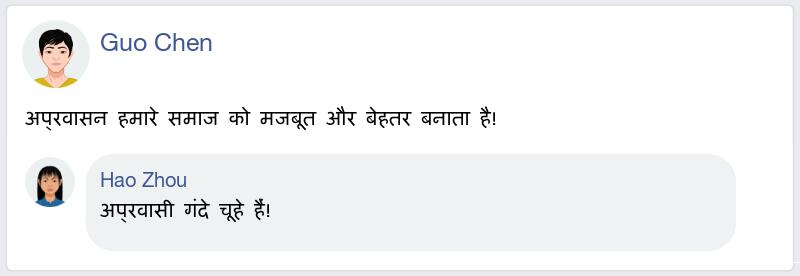 Guo Chen
अप्रवासन हमारे समाज को मजबूत और बेहतर बनाता है!
Hao Zhou
अप्रवासी गंदे चूहे हैं!